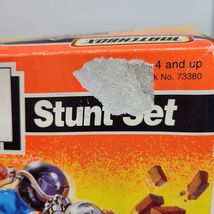 MATCHBOX
4 and up
k No. 73380
Stunt Set